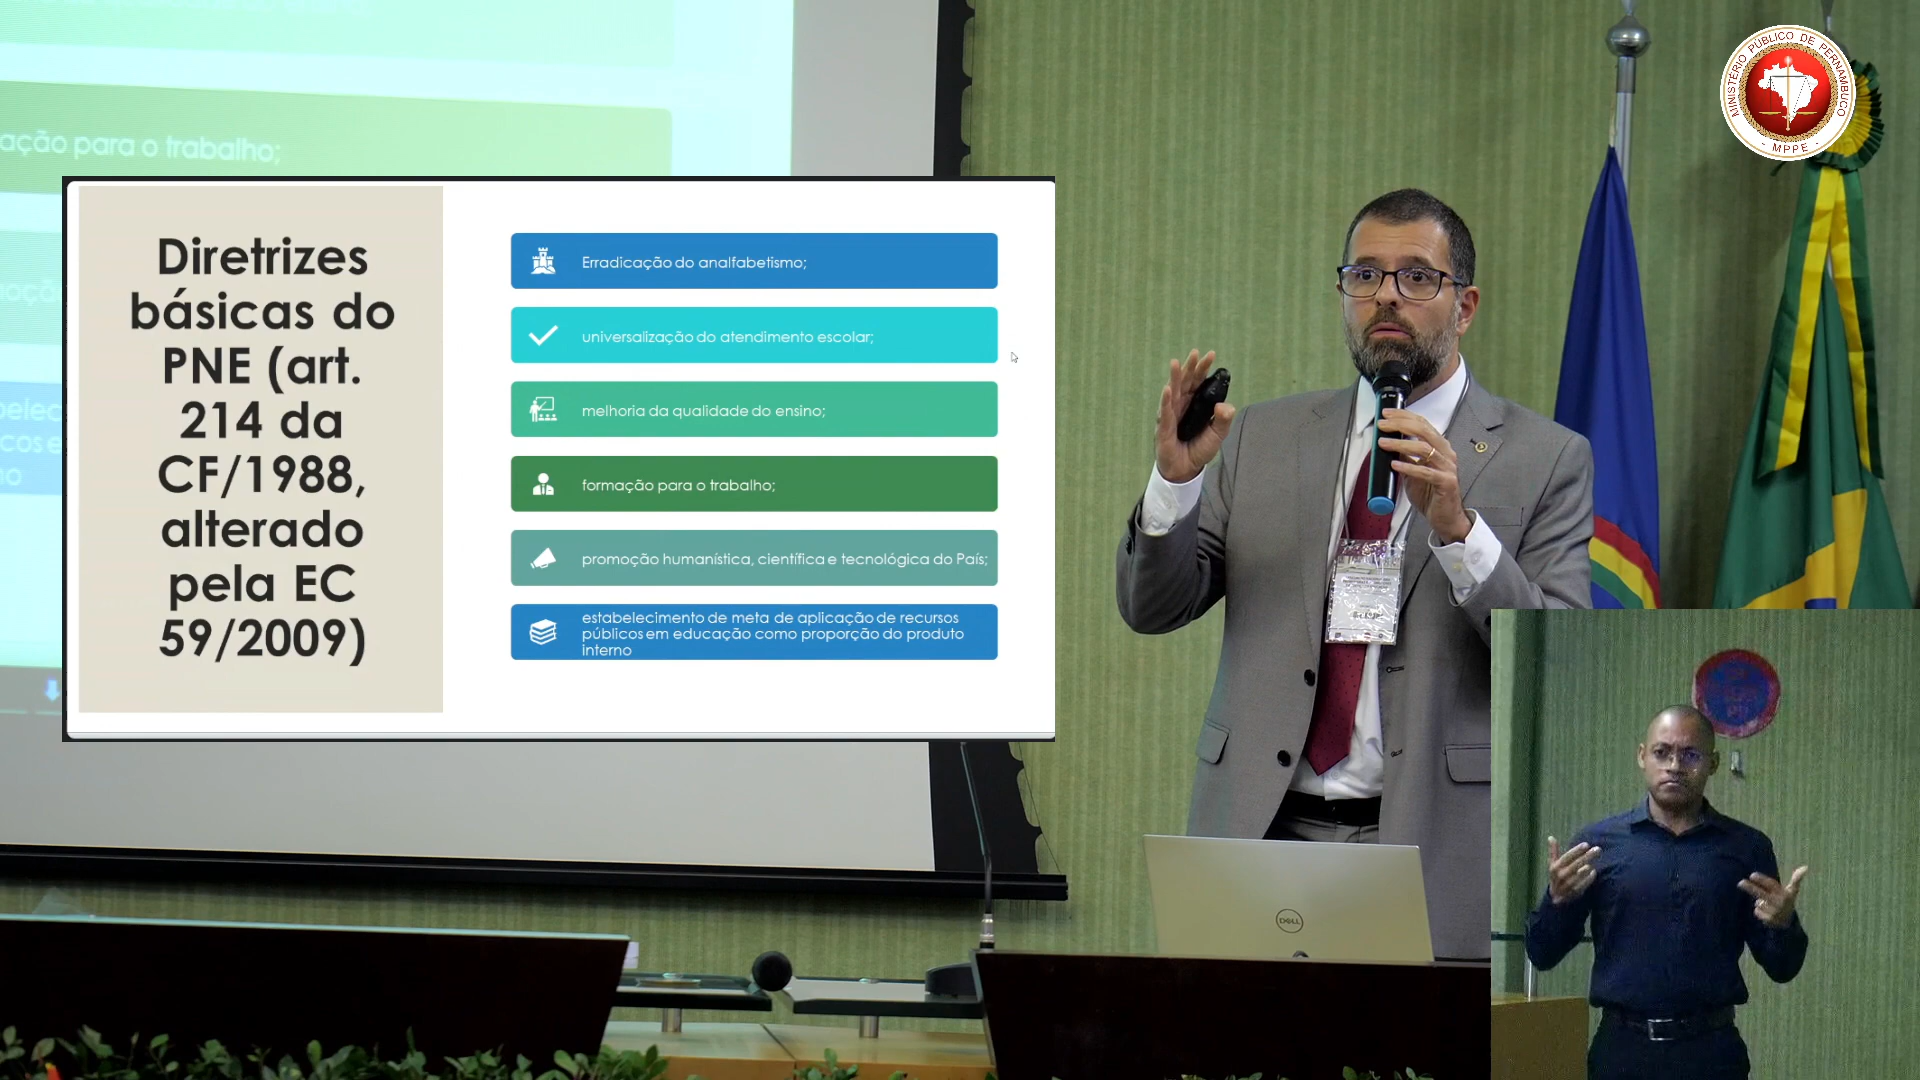 ação para o trabalho;
Diretrizes
básicas do
PNE (art.
214 da
CF/1988,
alterado
pela EC
59/2009)
Erradicação do analfabetismo;
universalização do atendimento escolar;
melhoria da qualidade do ensino;
formação para o trabalho;
promoção humanística, científica e tecnológica do País;
estabelecimento de meta de aplicação de recursos
públicos em educação como proporção do produto
interno
MINISTÉRIO PÚBLICO DE PERNAMBUCO
- MPPE -
DELL